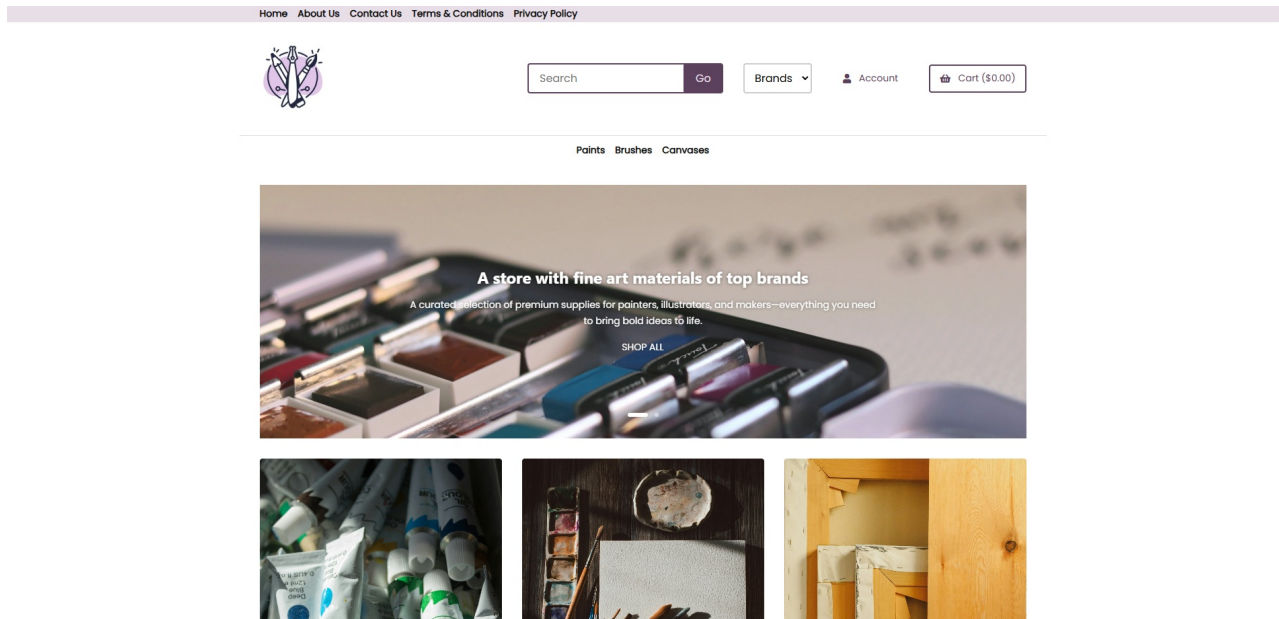 Home About Us Contact Us Terms & Conditions Privacy Policy
Search Go Brands Account Cart ($0.00)
Paints Brushes Canvases
A store with fine art materials of top brands
A curated selection of premium supplies for painters, illustrators, and makers—everything you need
to bring bold ideas to life.
SHOP ALL